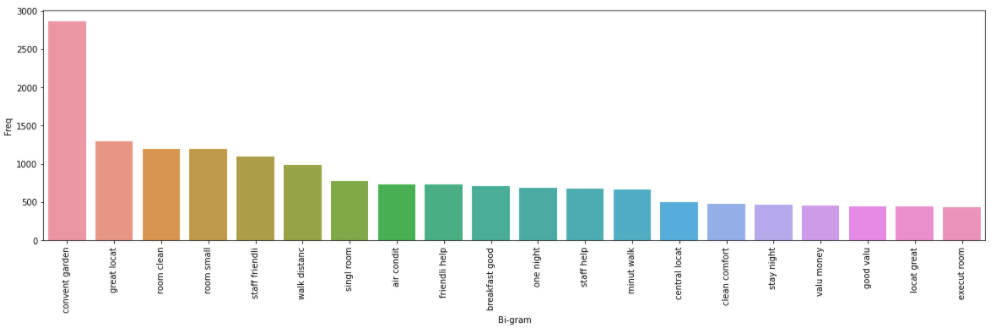 3000
2500
2000
1500
1000
500
0
Freq
convent garden
great locat
room clean
room small
staff friendli
walk distanc
singl room
air condit
friendli help
breakfast good
one night
staff help
minut walk
central locat
clean comfort
stay night
valu money
good valu
locat great
execut room
Bi-gram